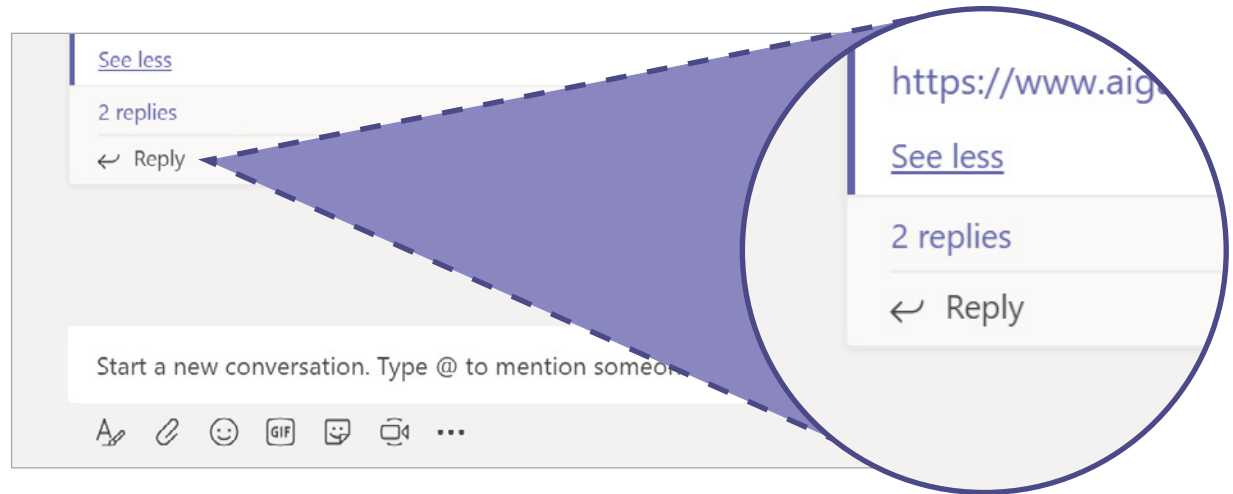 See less
2 replies
Reply
Start a new conversation. Type @ to mention
GIF
https://www.aig
See less
2 replies
Reply